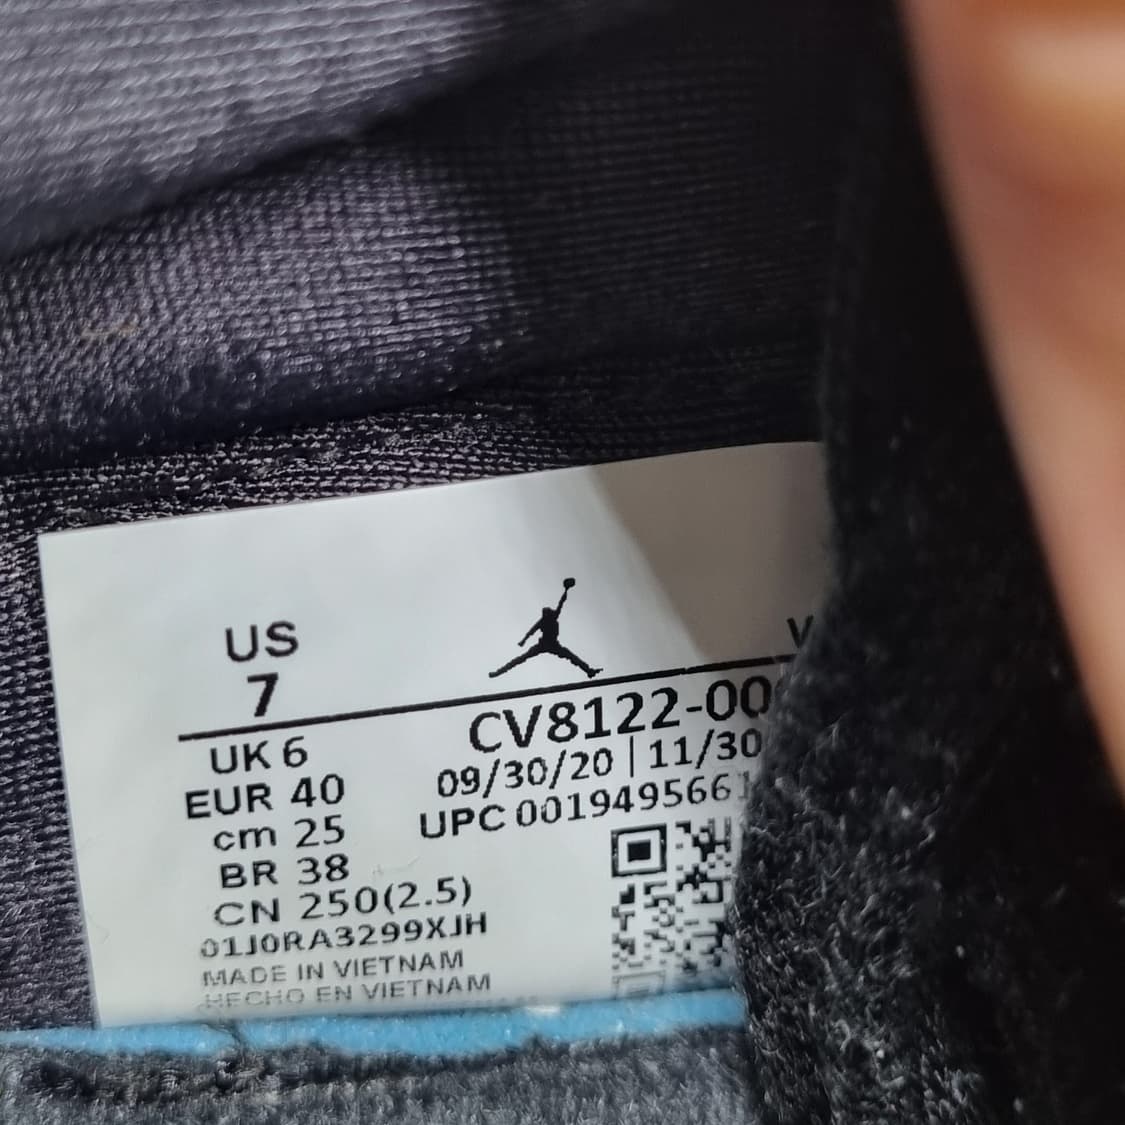 US
7
UK 6
EUR 40
cm 25
BR 38
CN 250(2.5)
01J0RA3299XJH
MADE IN VIETNAM
HECHO EN VIETNAM
CV8122-00
09/30/20 | 11/30
UPC 0019495661